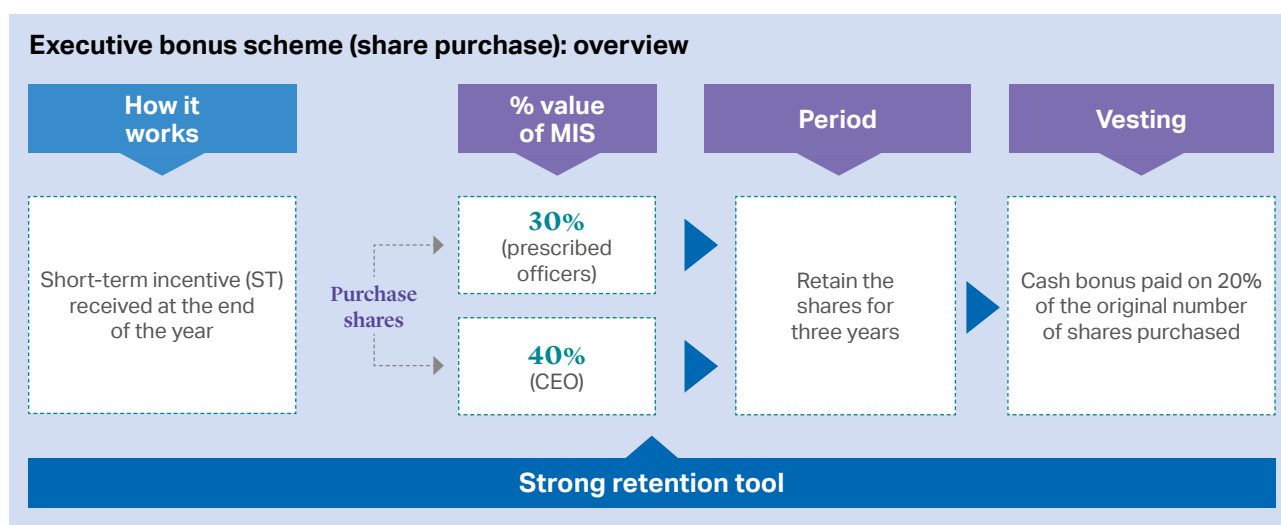 Executive bonus scheme (share purchase): overview
How it
works
% value
of MIS
Period
Vesting
Short-term incentive (ST)
received at the end
of the year
Purchase
shares
30%
(prescribed
officers)
40%
(CEO)
Retain the
shares for
three years
Cash bonus paid on 20%
of the original number
of shares purchased
Strong retention tool